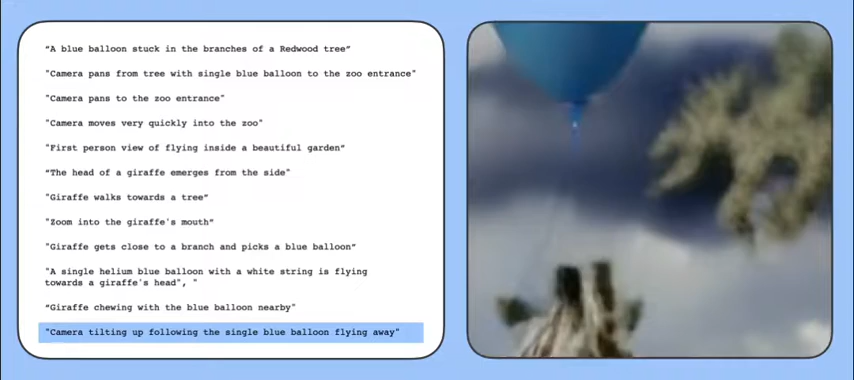 “A blue balloon stuck in the branches of a Redwood tree”
"Camera pans from tree with single blue balloon to the zoo entrance"
"Camera pans to the zoo entrance"
"Camera moves very quickly into the zoo"
"First person view of flying inside a beautiful garden”
“The head of a giraffe emerges from the side"
"Giraffe walks towards a tree”
"Zoom into the giraffe's mouth”
"Giraffe gets close to a branch and picks a blue balloon”
"A single helium blue balloon with a white string is flying
towards a giraffe's head", "
“Giraffe chewing with the blue balloon nearby"
"Camera tilting up following the single blue balloon flying away"